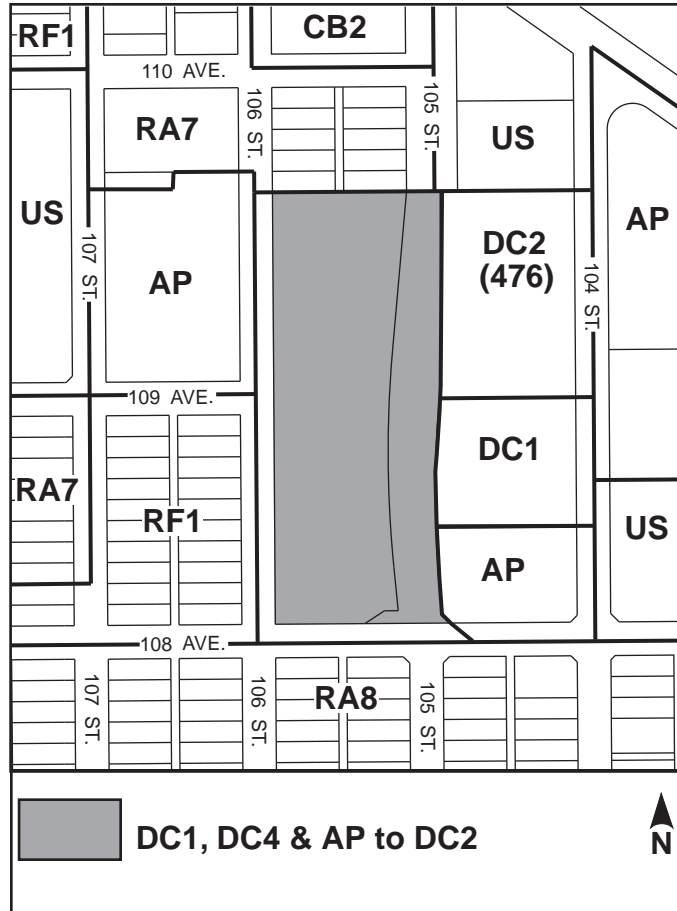 RF1
CB2
110 AVE.
RA7
106 ST.
105 ST.
US
US
AP
107 ST.
AP
DC2
(476)
104 ST.
109 AVE.
DC1
RA7
RF1
US
AP
108 AVE.
107 ST.
106 ST.
RA8
105 ST.
DC1, DC4 & AP to DC2
N